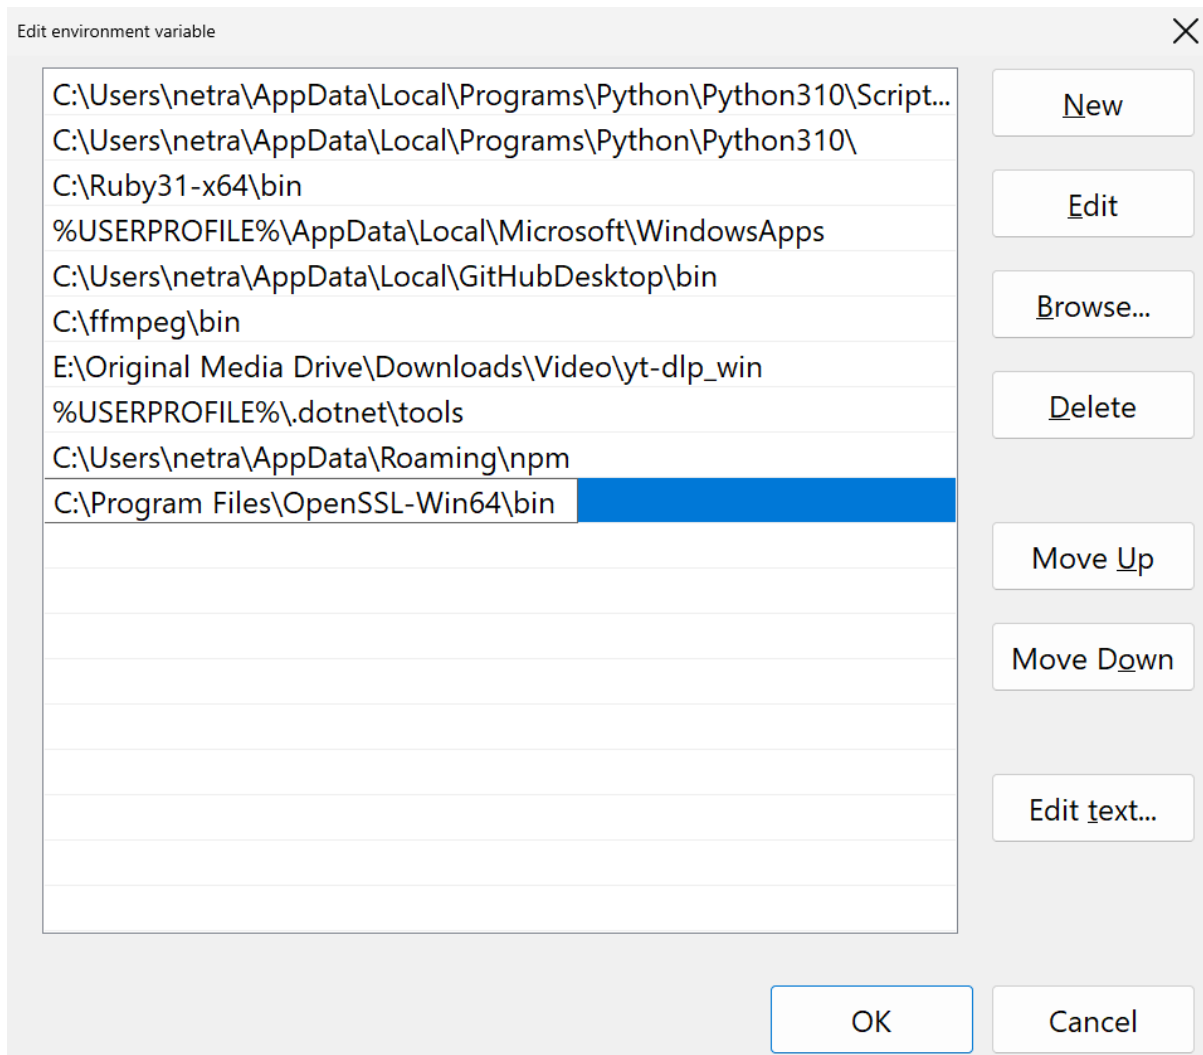 Edit environment variable
C:\Users\netra\AppData\Local\Programs\Python\Python310\Script...
C:\Users\netra\AppData\Local\Programs\Python\Python310\
C:\Ruby31-x64\bin
%USERPROFILE%\AppData\Local\Microsoft\WindowsApps
C:\Users\netra\AppData\Local\GitHubDesktop\bin
C:\ffmpeg\bin
E:\Original Media Drive\Downloads\Video\yt-dlp_win
%USERPROFILE%\.dotnet\tools
C:\Users\netra\AppData\Roaming\npm
C:\Program Files\OpenSSL-Win64\bin
New
Edit
Browse...
Delete
Move Up
Move Down
Edit text...
OK
Cancel